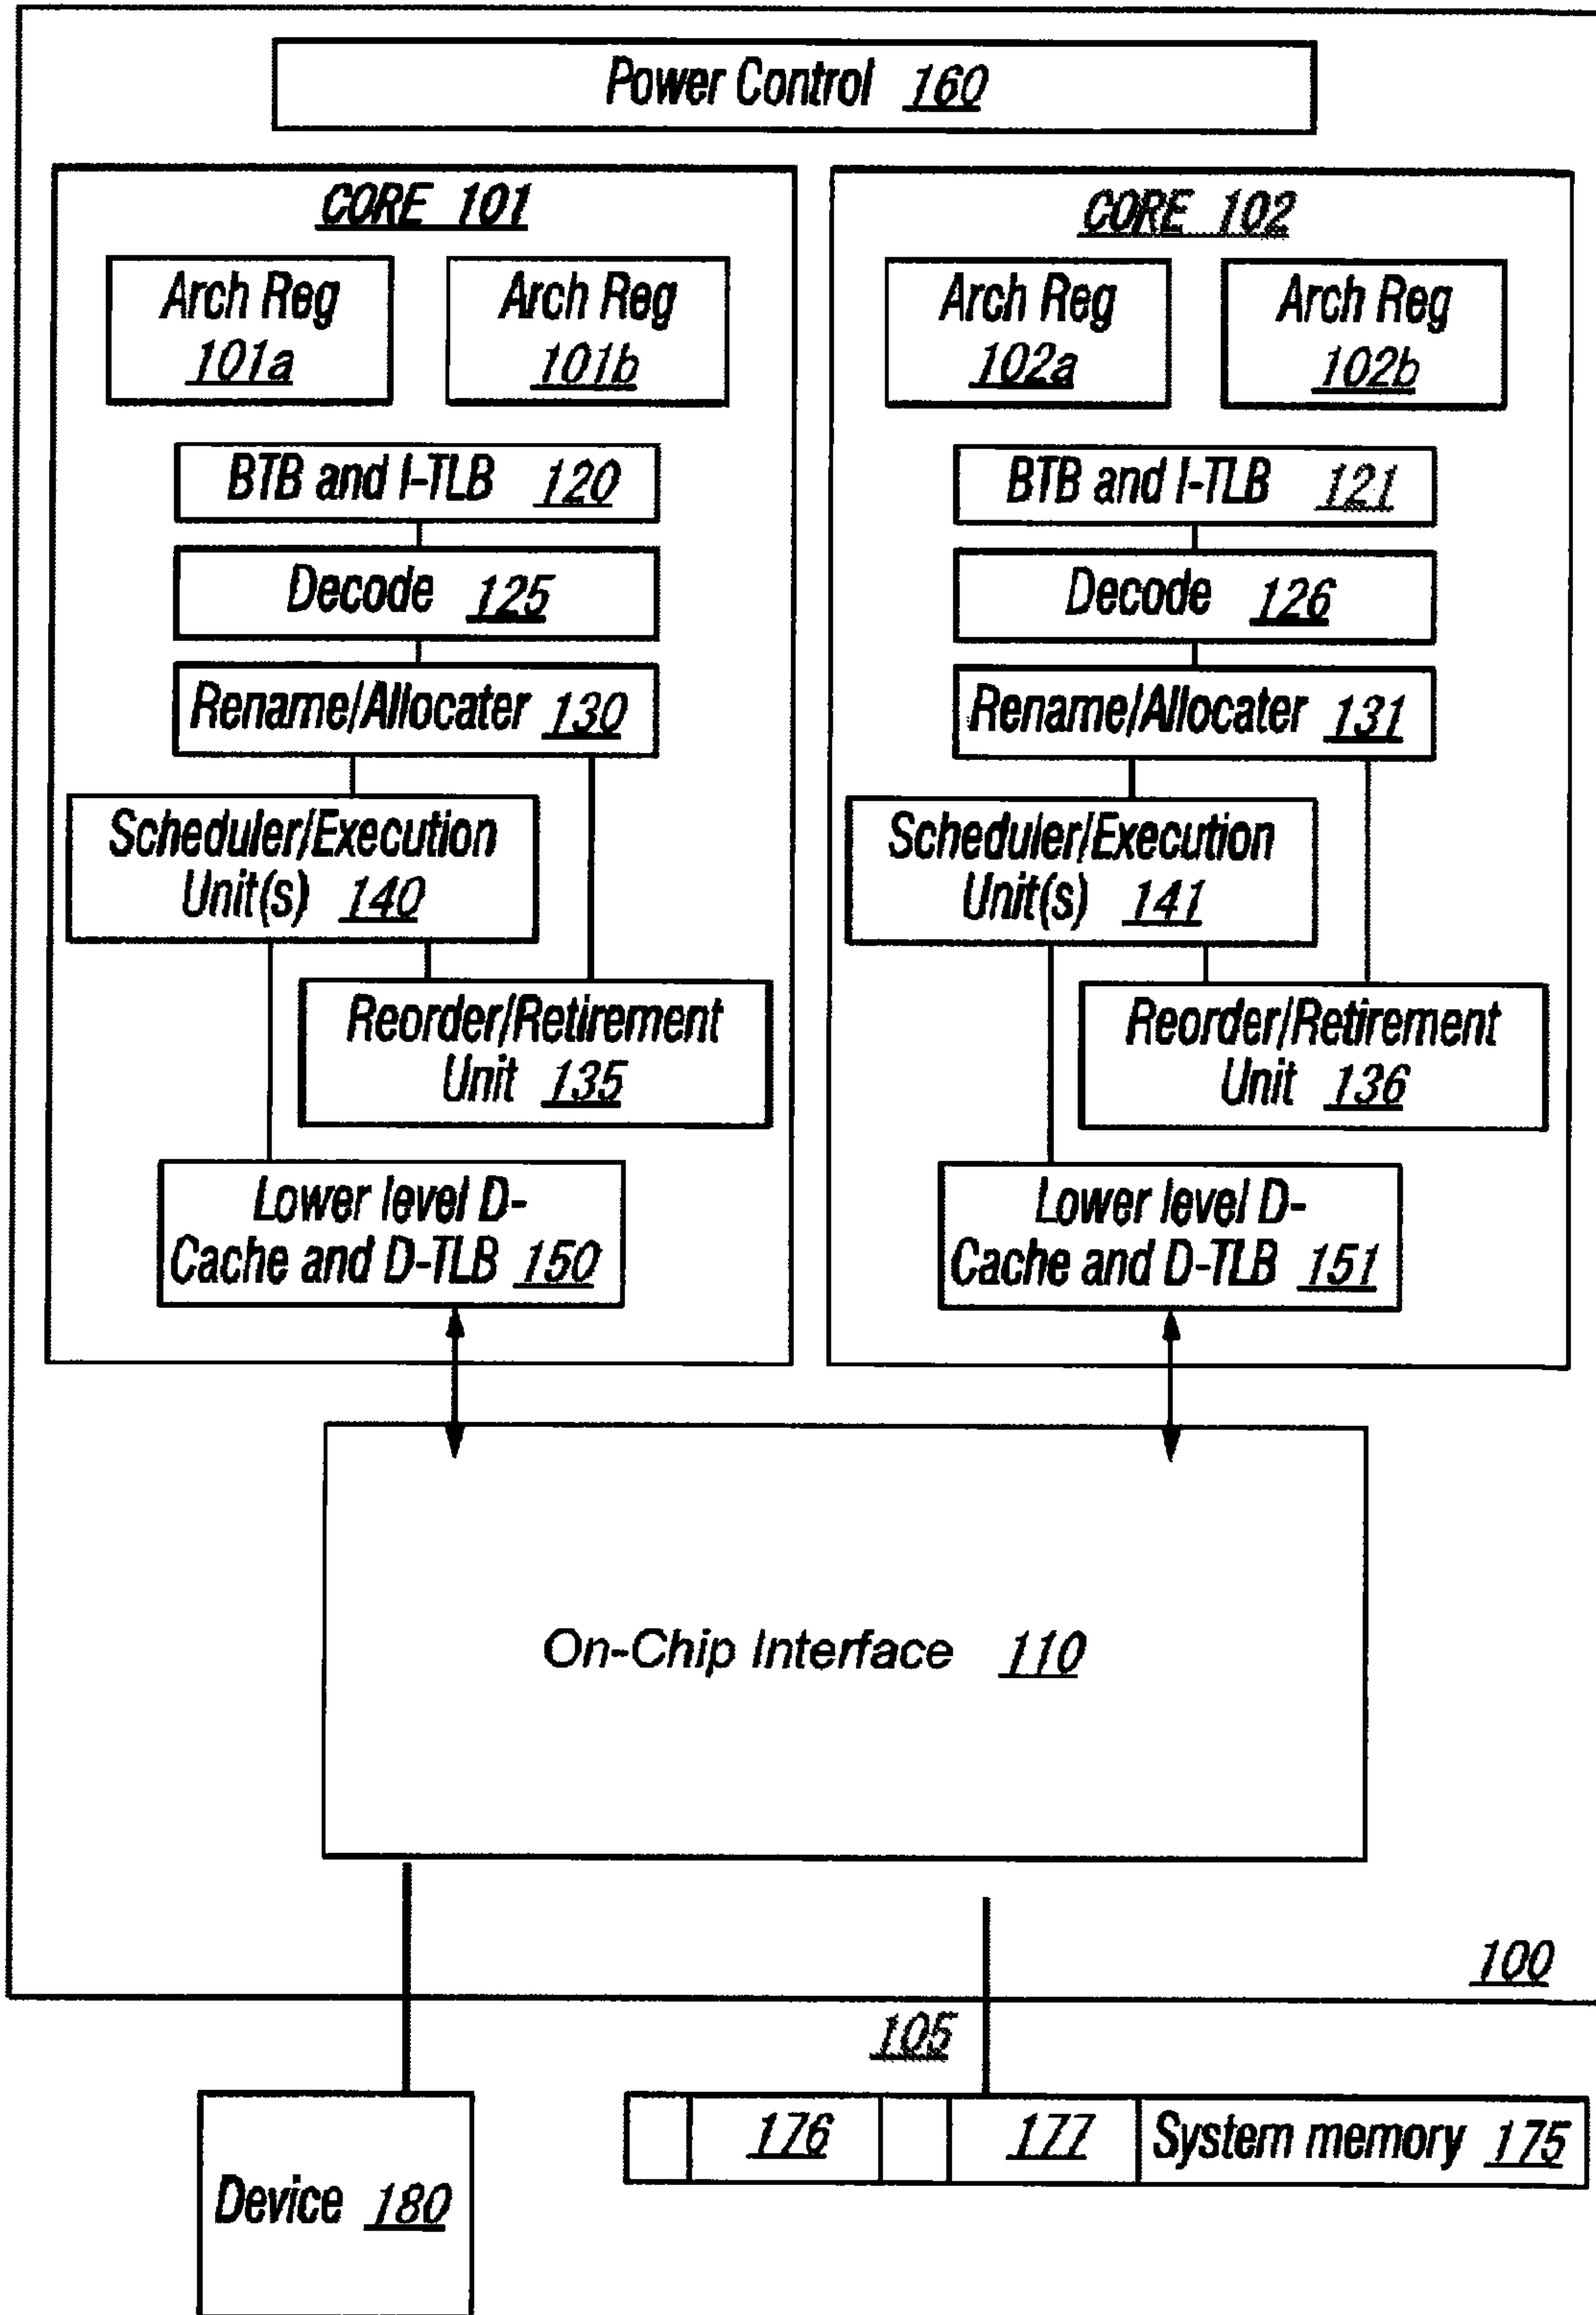 Power Control 160
CORE 101
Arch Reg
101a
Arch Reg
101b
BTB and I-TLB 120
Decode 125
Rename/Allocater 130
Scheduler/Execution
Unit(s) 140
Reorder/Retirement
Unit 135
Lower level D-
Cache and D-TLB 150
CORE 102
Arch Reg
102a
Arch Reg
102b
BTB and I-TLB 121
Decode 126
Rename/Allocater 131
Scheduler/Execution
Unit(s) 141
Reorder/Retirement
Unit 136
Lower level D-
Cache and D-TLB 151
On-Chip Interface 110
100
105
176
177
System memory 175
Device 180